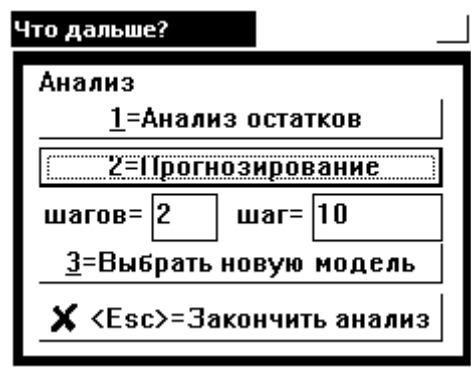 Что дальше?
Анализ
1=Анализ остатков
2=Прогнозирование
шагов= 2 шаг= 10
3=Выбрать новую модель
<Esc>=Закончить анализ